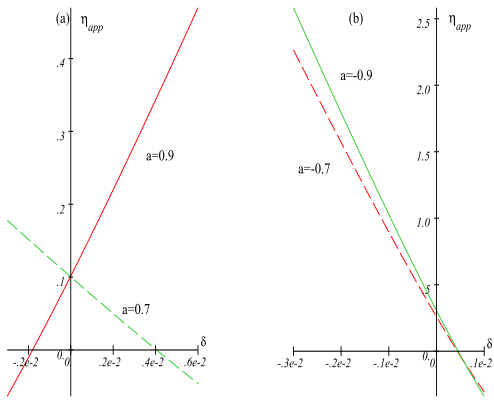 (a)
η_app
.4
.3
a=0.9
.2
.1
a=0.7
δ
0.
-.2e-2
0.0
.2e-2
.4e-2
.6e-2
(b)
η_app
2.5
2.0
a=-0.9
1.5
a=-0.7
1.0
.5
δ
0.
-.3e-2
-.2e-2
-.1e-2
0.
.1e-2